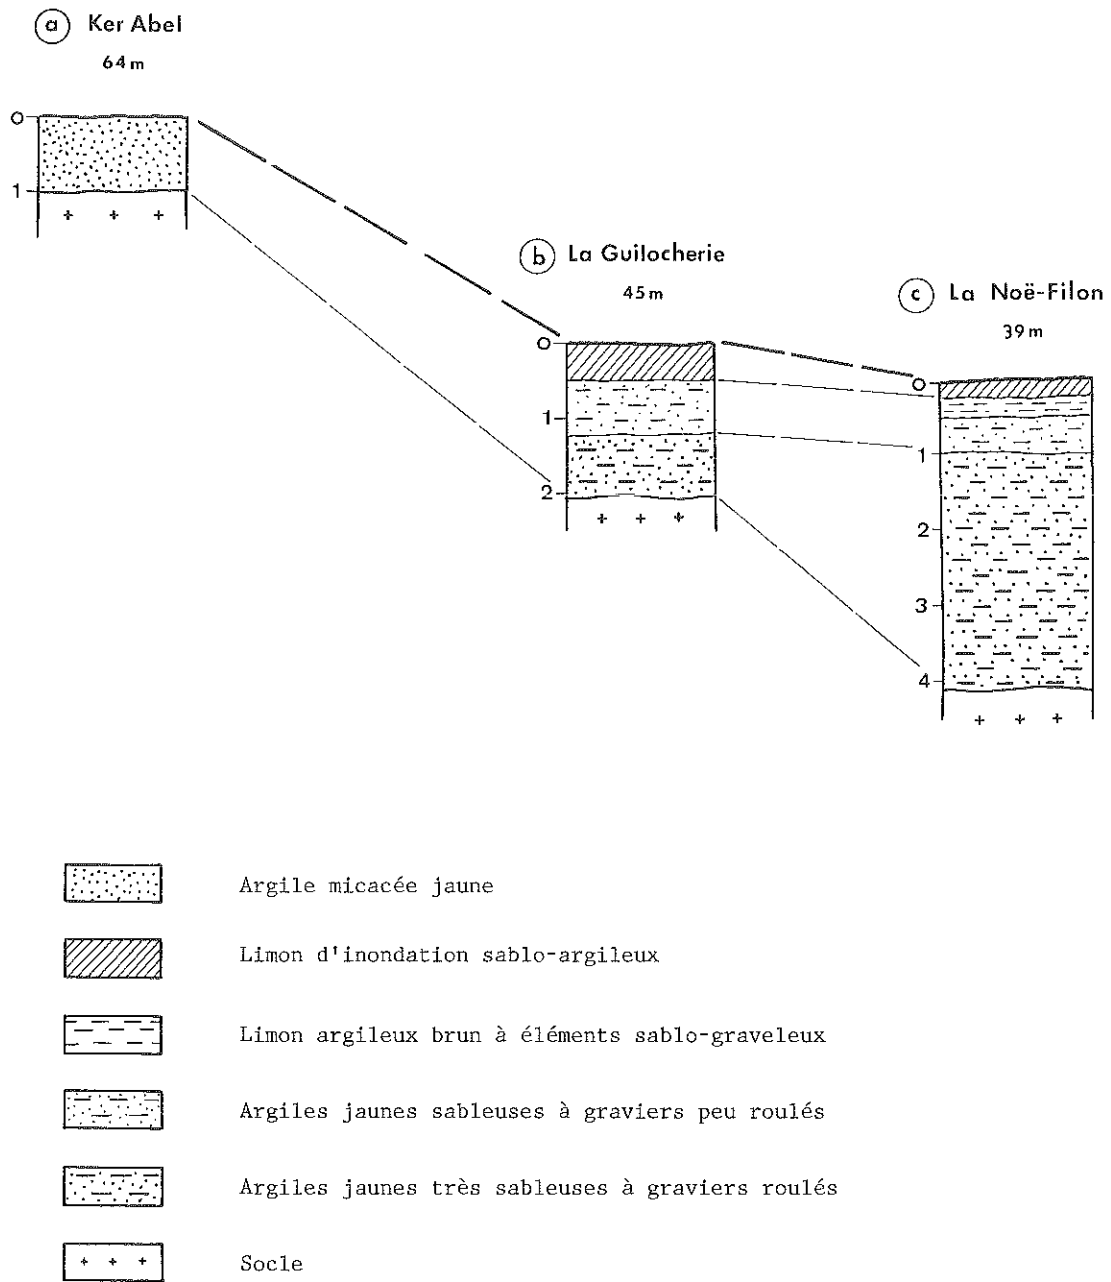 a Ker Abel
64 m
0
1
b La Guilocherie
45 m
0
1
2
c La Noë-Filon
39 m
0
1
2
3
4
Argile micacée jaune
Limon d'inondation sablo-argileux
Limon argileux brun à éléments sablo-graveleux
Argiles jaunes sableuses à graviers peu roulés
Argiles jaunes très sableuses à graviers roulés
Socle